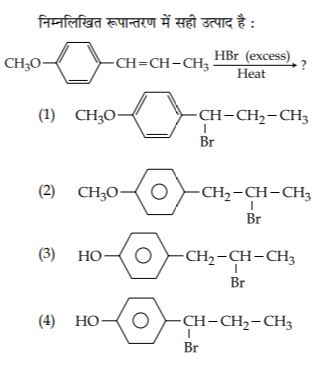 निम्नलिखित रूपान्तरण में सही उत्पाद है :
CH₃O- -CH=CH-CH₃ HBr (excess) Heat ?
(1) CH₃O- -CH-CH₂-CH₃
Br
(2) CH₃O- -CH₂-CH-CH₃
Br
(3) HO- -CH₂-CH-CH₃
Br
(4) HO- -CH-CH₂-CH₃
Br